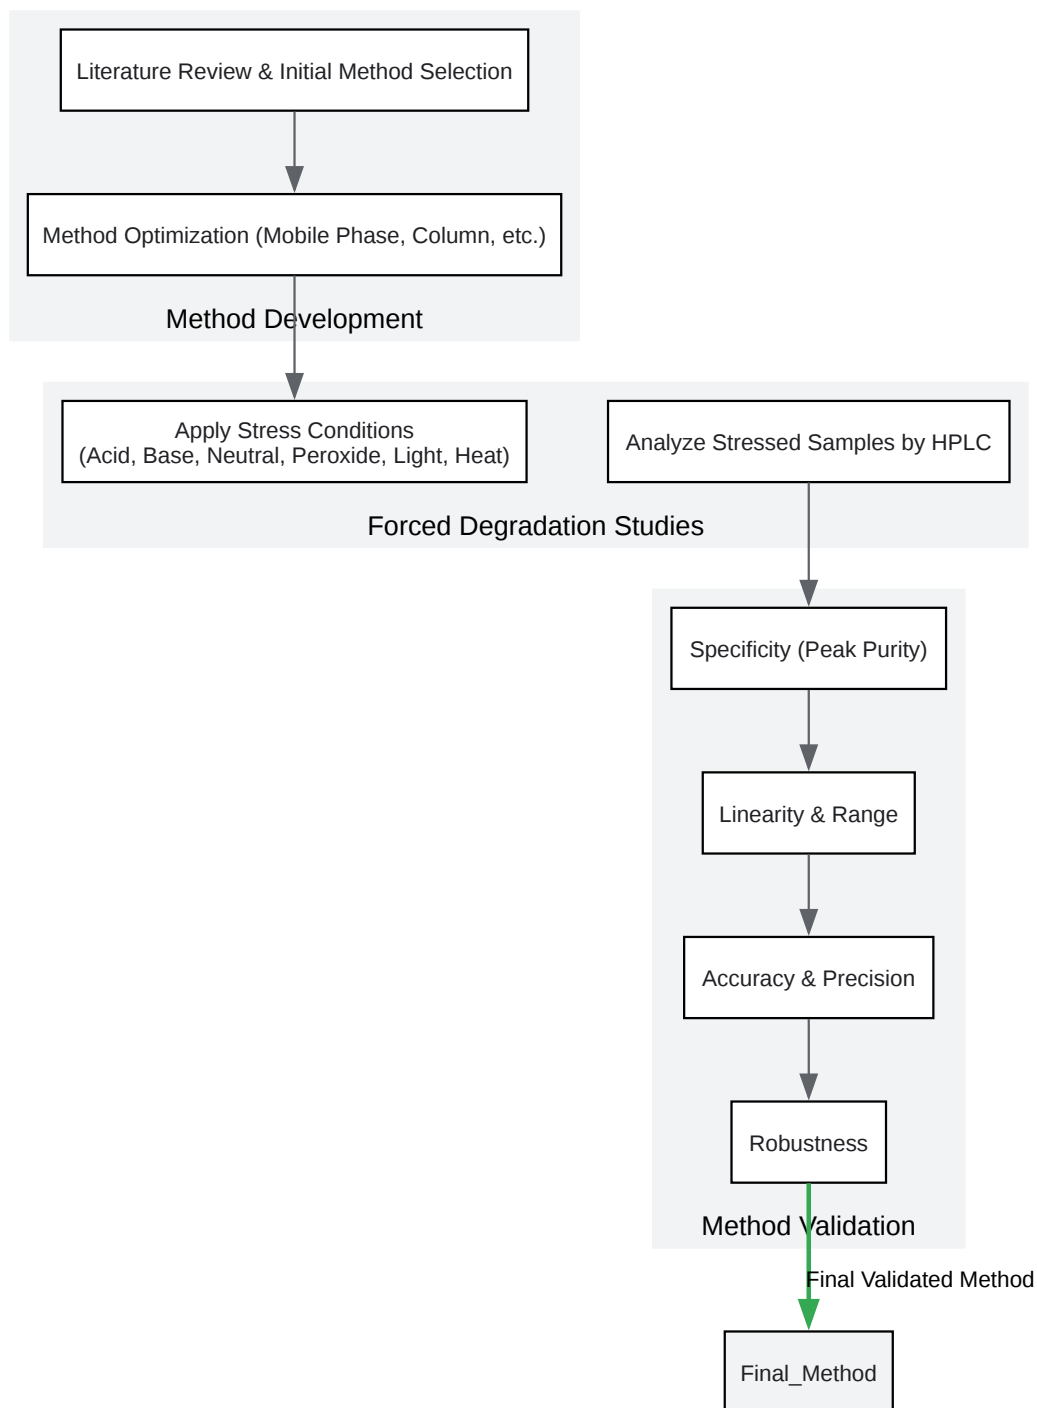 Literature Review & Initial Method Selection
Method Optimization (Mobile Phase, Column, etc.)
Method Development
Apply Stress Conditions
(Acid, Base, Neutral, Peroxide, Light, Heat)
Analyze Stressed Samples by HPLC
Forced Degradation Studies
Specificity (Peak Purity)
Linearity & Range
Accuracy & Precision
Robustness
Method Validation
Final Validated Method
Final_Method